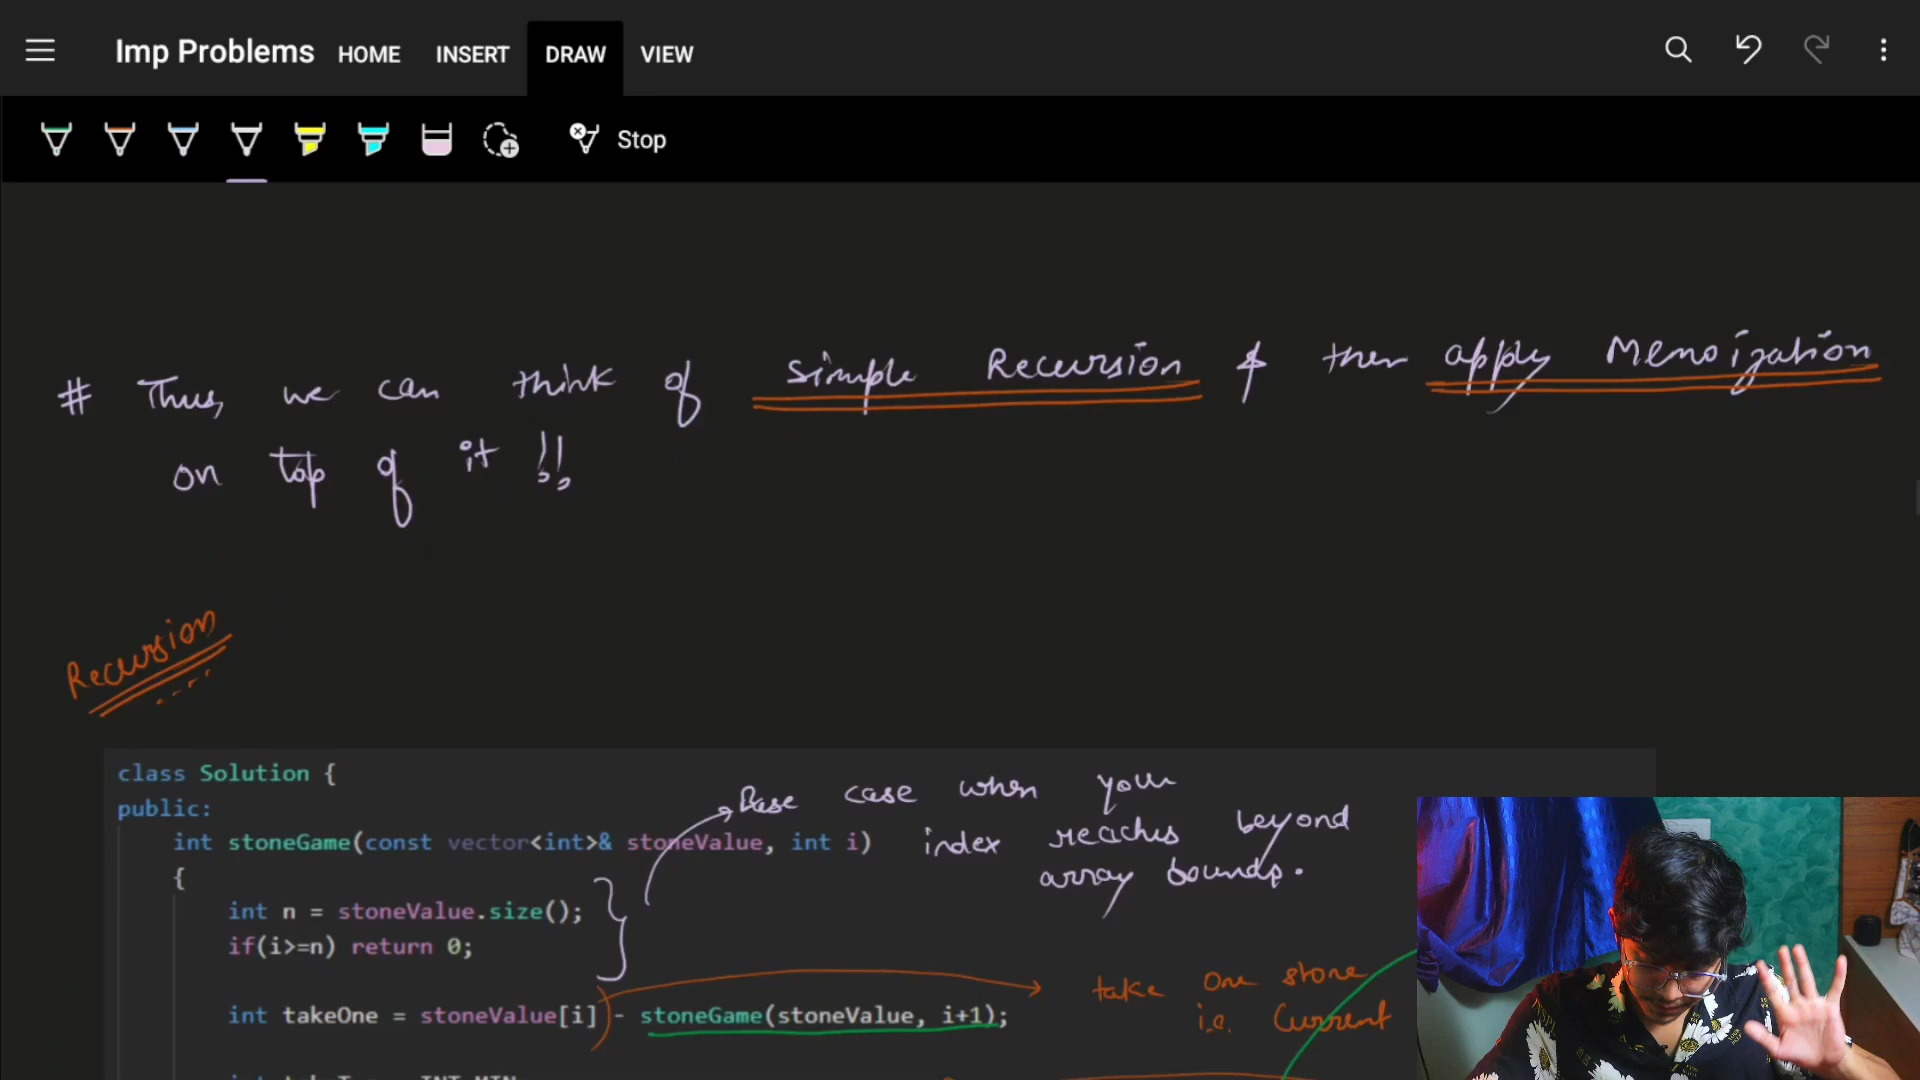 Imp Problems HOME INSERT DRAW VIEW
Stop
# Thus, we can think of simple Recursion & then apply Memoization
on top of it !!
Recursion
class Solution {
public:
Base case when your
int stoneGame(const vector<int>& stoneValue, int i)
index reaches beyond
{
array bounds.
int n = stoneValue.size();
if(i>=n) return 0;
take one stone
int takeOne = stoneValue[i] - stoneGame(stoneValue, i+1);
i.e. Current